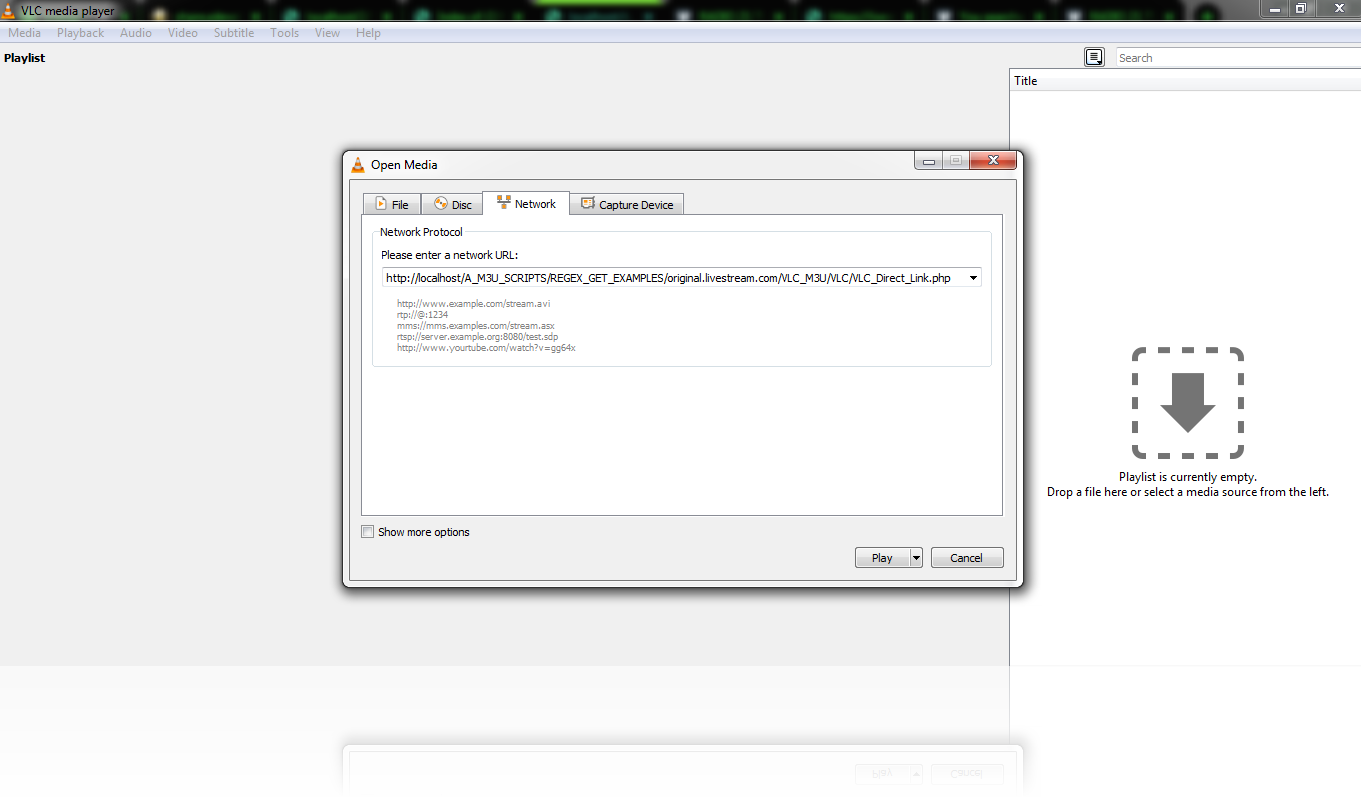 VLC media player
Media Playback Audio Video Subtitle Tools View Help
Playlist
Search
Title
Open Media
File Disc Network Capture Device
Network Protocol
Please enter a network URL:
http://localhost/A_M3U_SCRIPTS/REGEX_GET_EXAMPLES/original.livestream.com/VLC_M3U/VLC/VLC_Direct_Link.php
http://www.example.com/stream.avi
rtp://@:1234
mms://mms.examples.com/stream.asx
rtsp://server.example.org:8080/test.sdp
http://www.yourtube.com/watch?v=gg64x
Playlist is currently empty.
Drop a file here or select a media source from the left.
Show more options
Play Cancel
Play Cancel